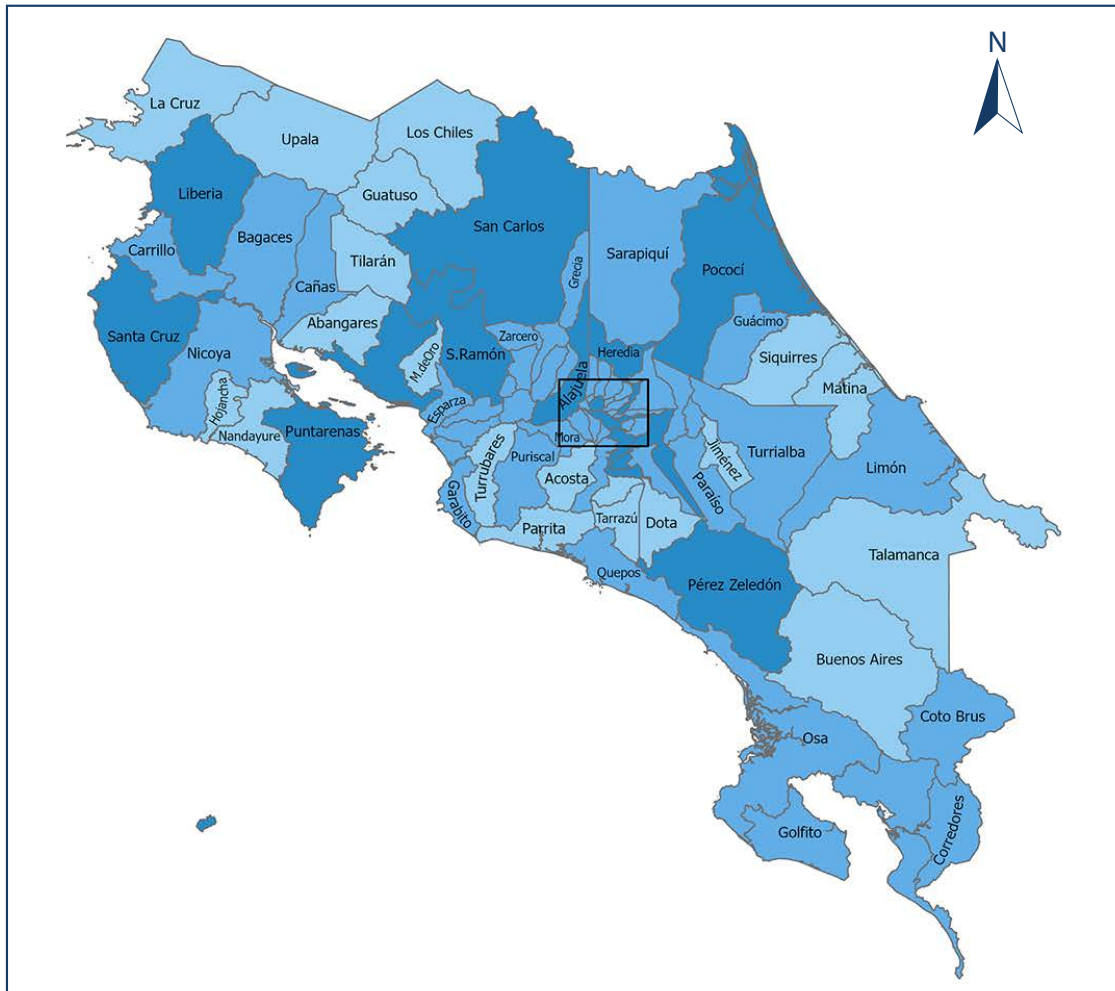 N
La Cruz
Upala
Los Chiles
Liberia
Guatuso
San Carlos
Carrillo
Bagaces
Tilarán
Cañas
Grecia
Sarapiquí
Pococí
Santa Cruz
Nicoya
Abangares
Zarcero
Guácimo
Siquirres
S.Ramón
Heredia
M.deOro
Alajuela
Matina
Hojancha
Nandayure
Puntarenas
Esparza
Mora
Puriscal
Turrubares
Garabito
Acosta
Jiménez
Turrialba
Limón
Paraíso
Parrita
Tarrazú
Dota
Talamanca
Quepos
Pérez Zeledón
Buenos Aires
Coto Brus
Osa
Golfito
Corredores